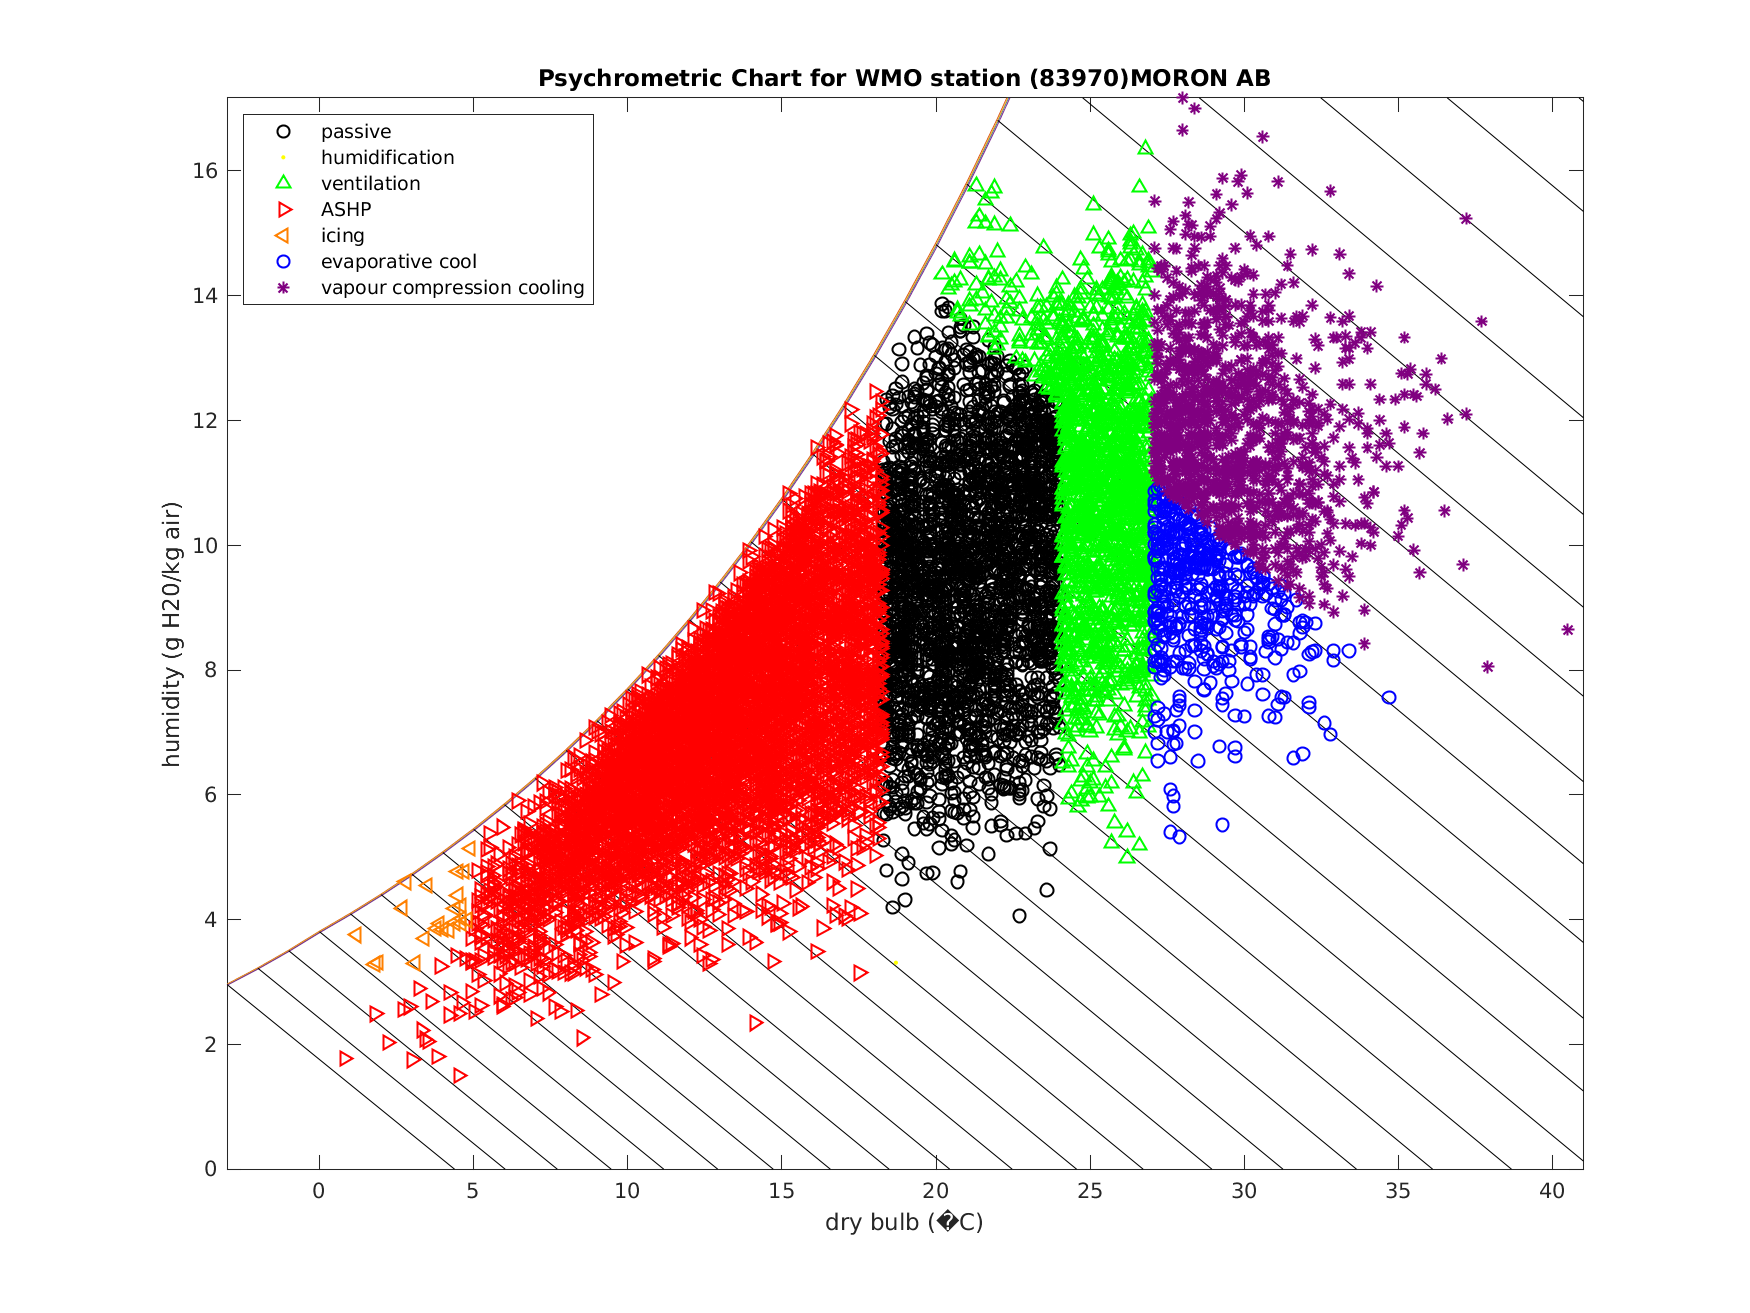 Psychrometric Chart for WMO station (83970)MORON AB
passive
humidification
ventilation
ASHP
icing
evaporative cool
vapour compression cooling
humidity (g H20/kg air)
16
14
12
10
8
6
4
2
0
0 5 10 15 20 25 30 35 40
dry bulb (�C)